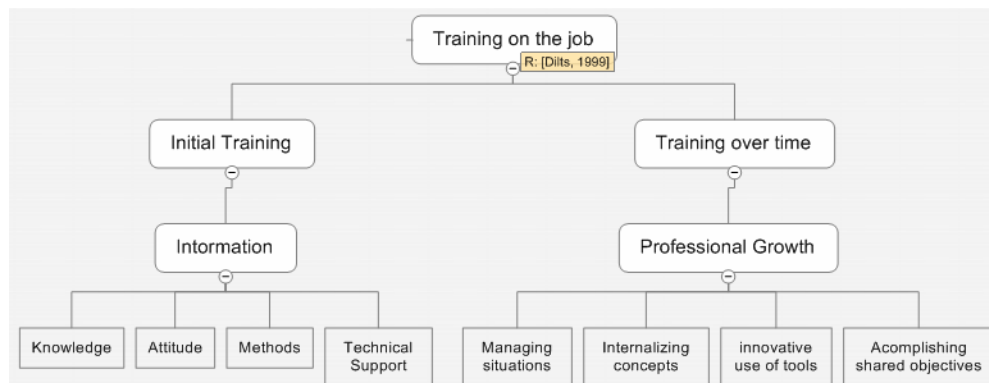 Training on the job
R: [Dilts, 1999]
Initial Training
Training over time
Intormation
Professional Growth
Knowledge
Attitude
Methods
Technical
Support
Managing
situations
Internalizing
concepts
innovative
use of tools
Acomplishing
shared objectives